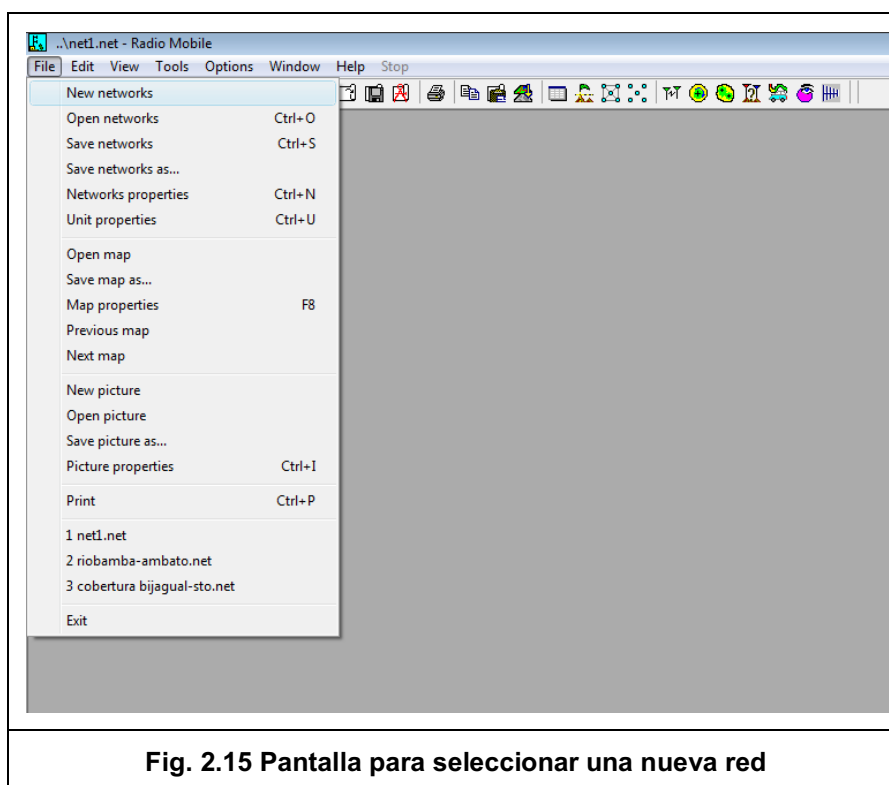 ..\net1.net - Radio Mobile
File Edit View Tools Options Window Help Stop
New networks
Open networks Ctrl+O
Save networks Ctrl+S
Save networks as...
Networks properties Ctrl+N
Unit properties Ctrl+U
Open map
Save map as...
Map properties F8
Previous map
Next map
New picture
Open picture
Save picture as...
Picture properties Ctrl+I
Print Ctrl+P
1 net1.net
2 riobamba-ambato.net
3 cobertura bijagual-sto.net
Exit
Fig. 2.15 Pantalla para seleccionar una nueva red